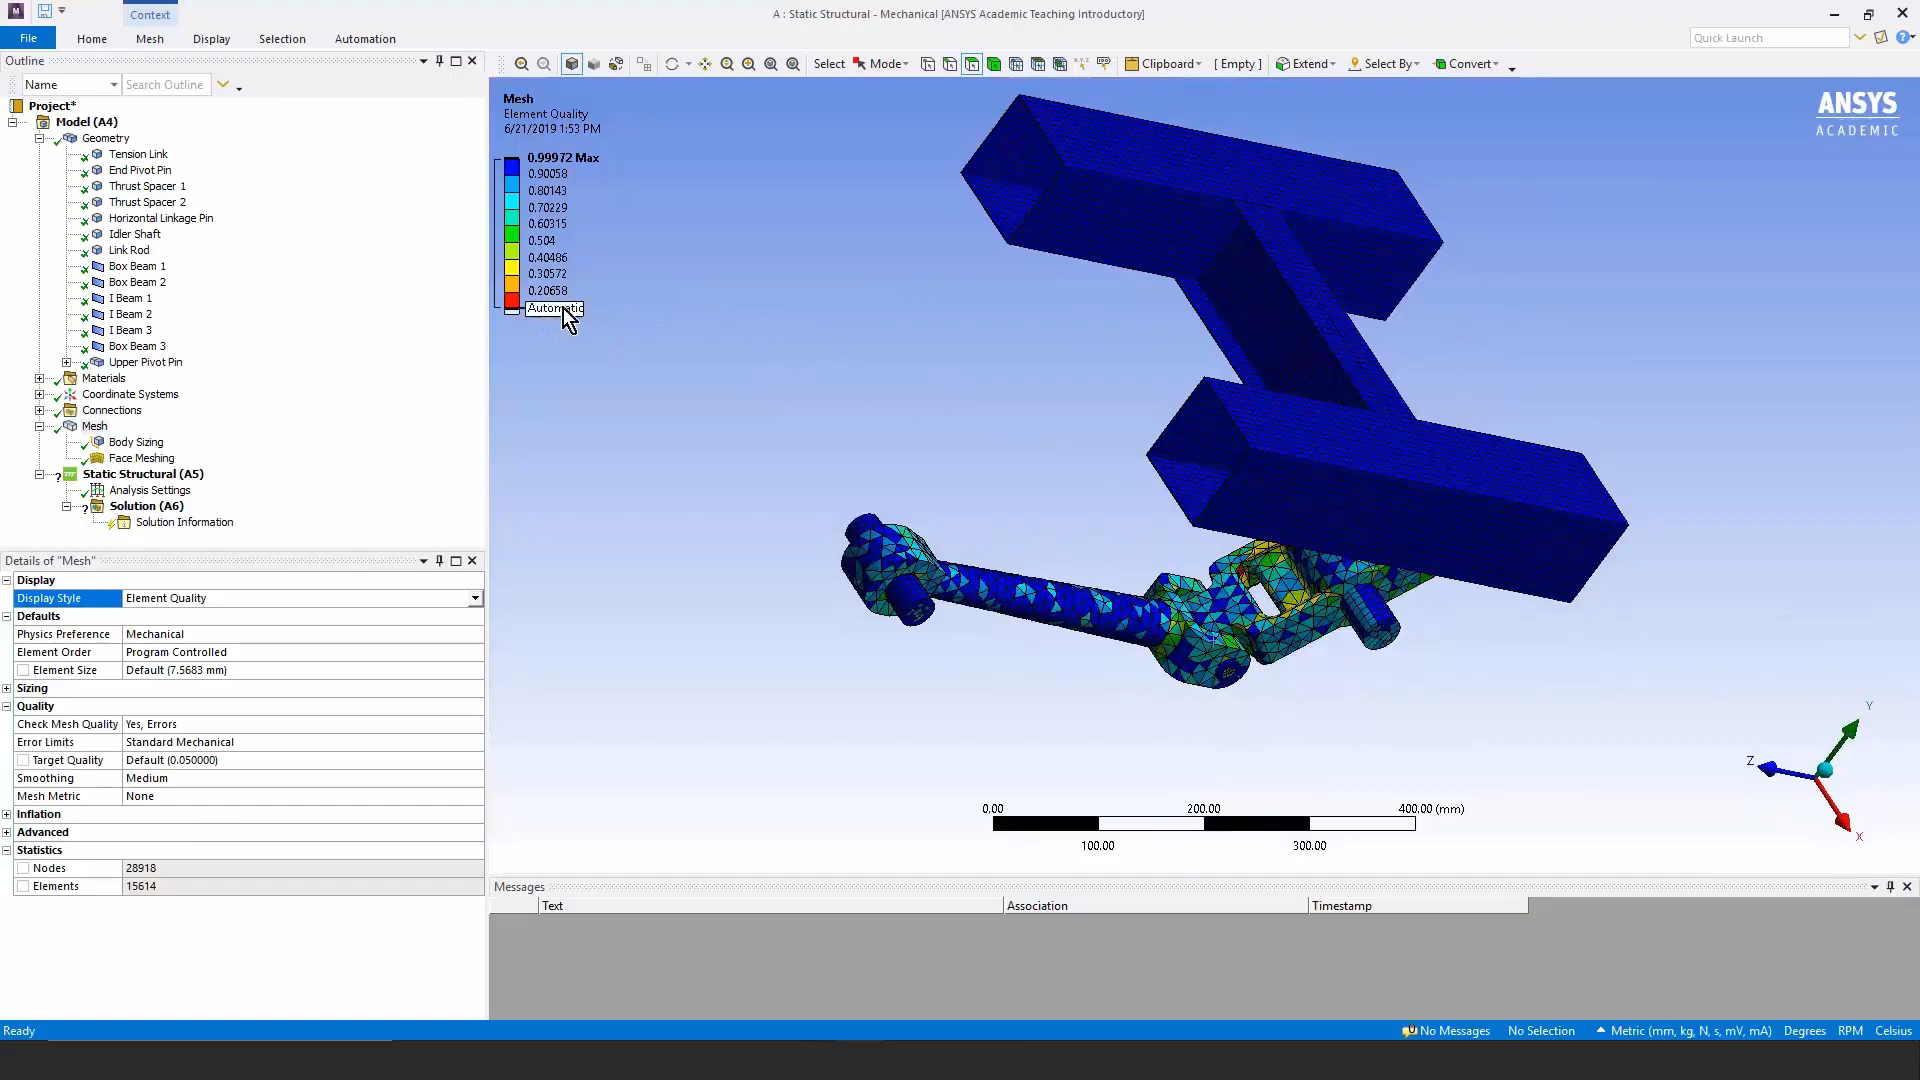 Context
A : Static Structural - Mechanical [ANSYS Academic Teaching Introductory]
File
Home
Mesh
Display
Selection
Automation
Quick Launch
Outline
Select
Mode
Clipboard
[ Empty ]
Extend
Select By
Convert
Name
Search Outline
Project*
Model (A4)
Geometry
Tension Link
End Pivot Pin
Thrust Spacer 1
Thrust Spacer 2
Horizontal Linkage Pin
Idler Shaft
Link Rod
Box Beam 1
Box Beam 2
I Beam 1
I Beam 2
I Beam 3
Box Beam 3
Upper Pivot Pin
Materials
Coordinate Systems
Connections
Mesh
Body Sizing
Face Meshing
Static Structural (A5)
Analysis Settings
Solution (A6)
Solution Information
Details of "Mesh"
Display
Display Style Element Quality
Defaults
Physics Preference Mechanical
Element Order Program Controlled
Element Size Default (7.5683 mm)
Sizing
Quality
Check Mesh Quality Yes, Errors
Error Limits Standard Mechanical
Target Quality Default (0.050000)
Smoothing Medium
Mesh Metric None
Inflation
Advanced
Statistics
Nodes 28918
Elements 15614
Mesh
Element Quality
6/21/2019 1:53 PM
0.99972 Max
0.90058
0.80143
0.70229
0.60315
0.504
0.40486
0.30572
0.20658
Automatic
ANSYS
ACADEMIC
Y
Z
X
0.00 200.00 400.00 (mm)
100.00 300.00
Messages
Text Association Timestamp
Ready
No Messages No Selection Metric (mm, kg, N, s, mV, mA) Degrees RPM Celsius